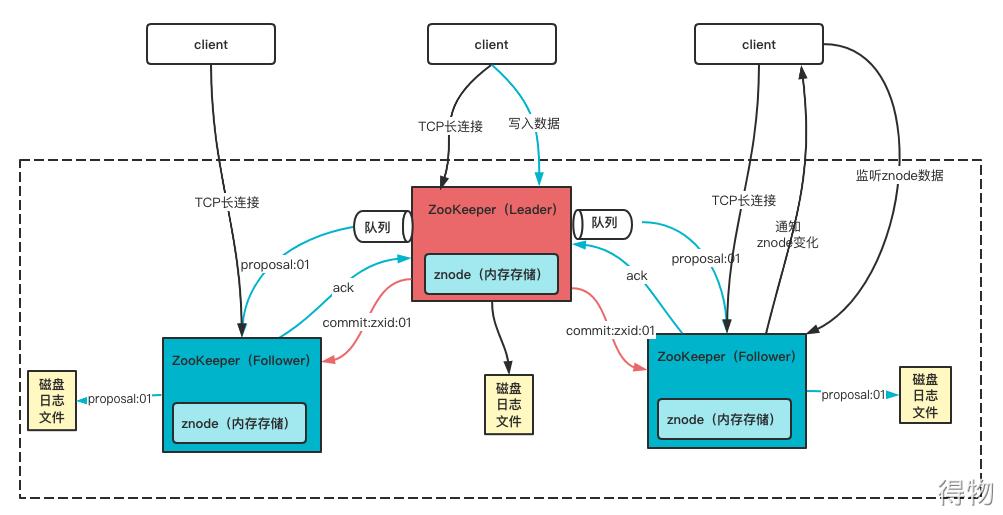 client
client
client
TCP长连接
写入数据
监听znode数据
TCP长连接
TCP长连接
通知
znode变化
ZooKeeper（Leader）
队列
队列
znode（内存存储）
proposal:01
ack
commit:zxid:01
proposal:01
ack
commit:zxid:01
ZooKeeper（Follower）
znode（内存存储）
ZooKeeper（Follower）
znode（内存存储）
proposal:01
磁盘
日志
文件
磁盘
日志
文件
proposal:01
磁盘
日志
文件
得物